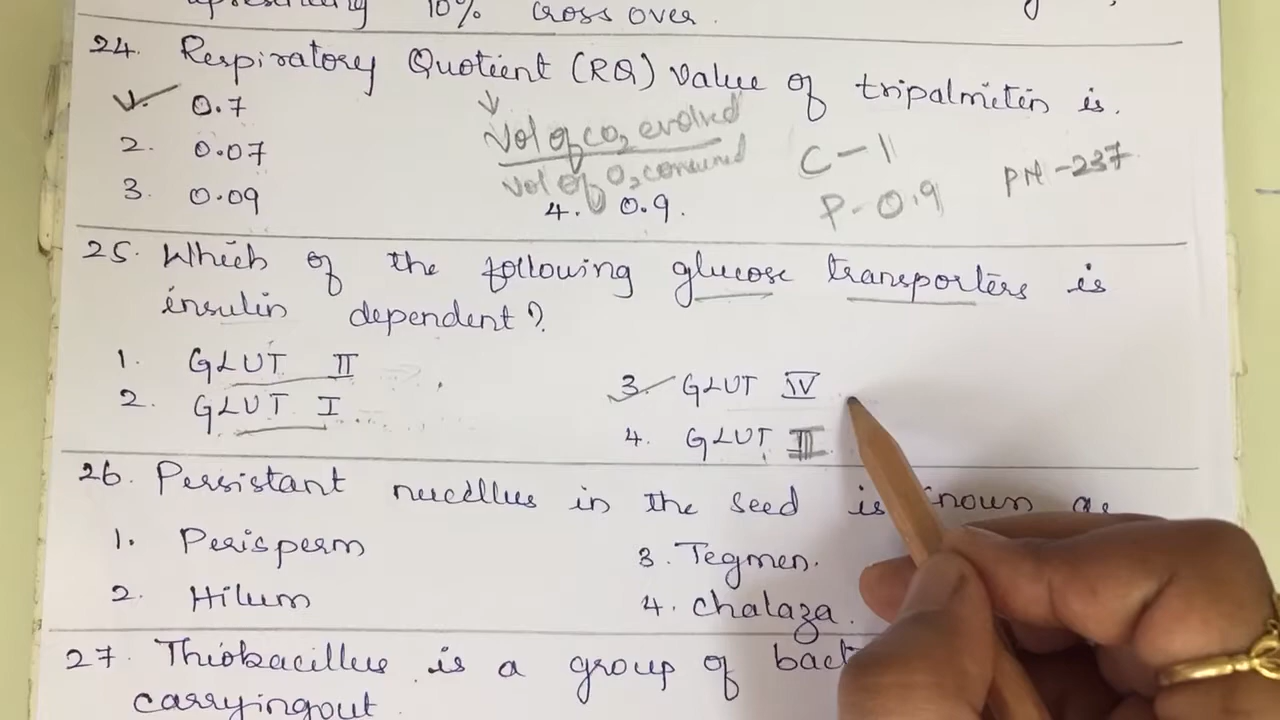 10% cross over.
24. Respiratory Quotient (RQ) value of tripalmitin is.
1. 0.7
2. 0.07
3. 0.09
4. 0.9.
Vol of CO2 evolved
Vol of O2 consumed
C - 1
P - 0.9
PN - 237
25. Which of the following glucose transporters is
insulin dependent?
1. GLUT II
2. GLUT I
3. GLUT IV
4. GLUT III
26. Persistant nucellus in the seed is known as
1. Perisperm
2. Hilum
3. Tegmen.
4. Chalaza.
27. Thiobacillus is a group of bact
carryingout